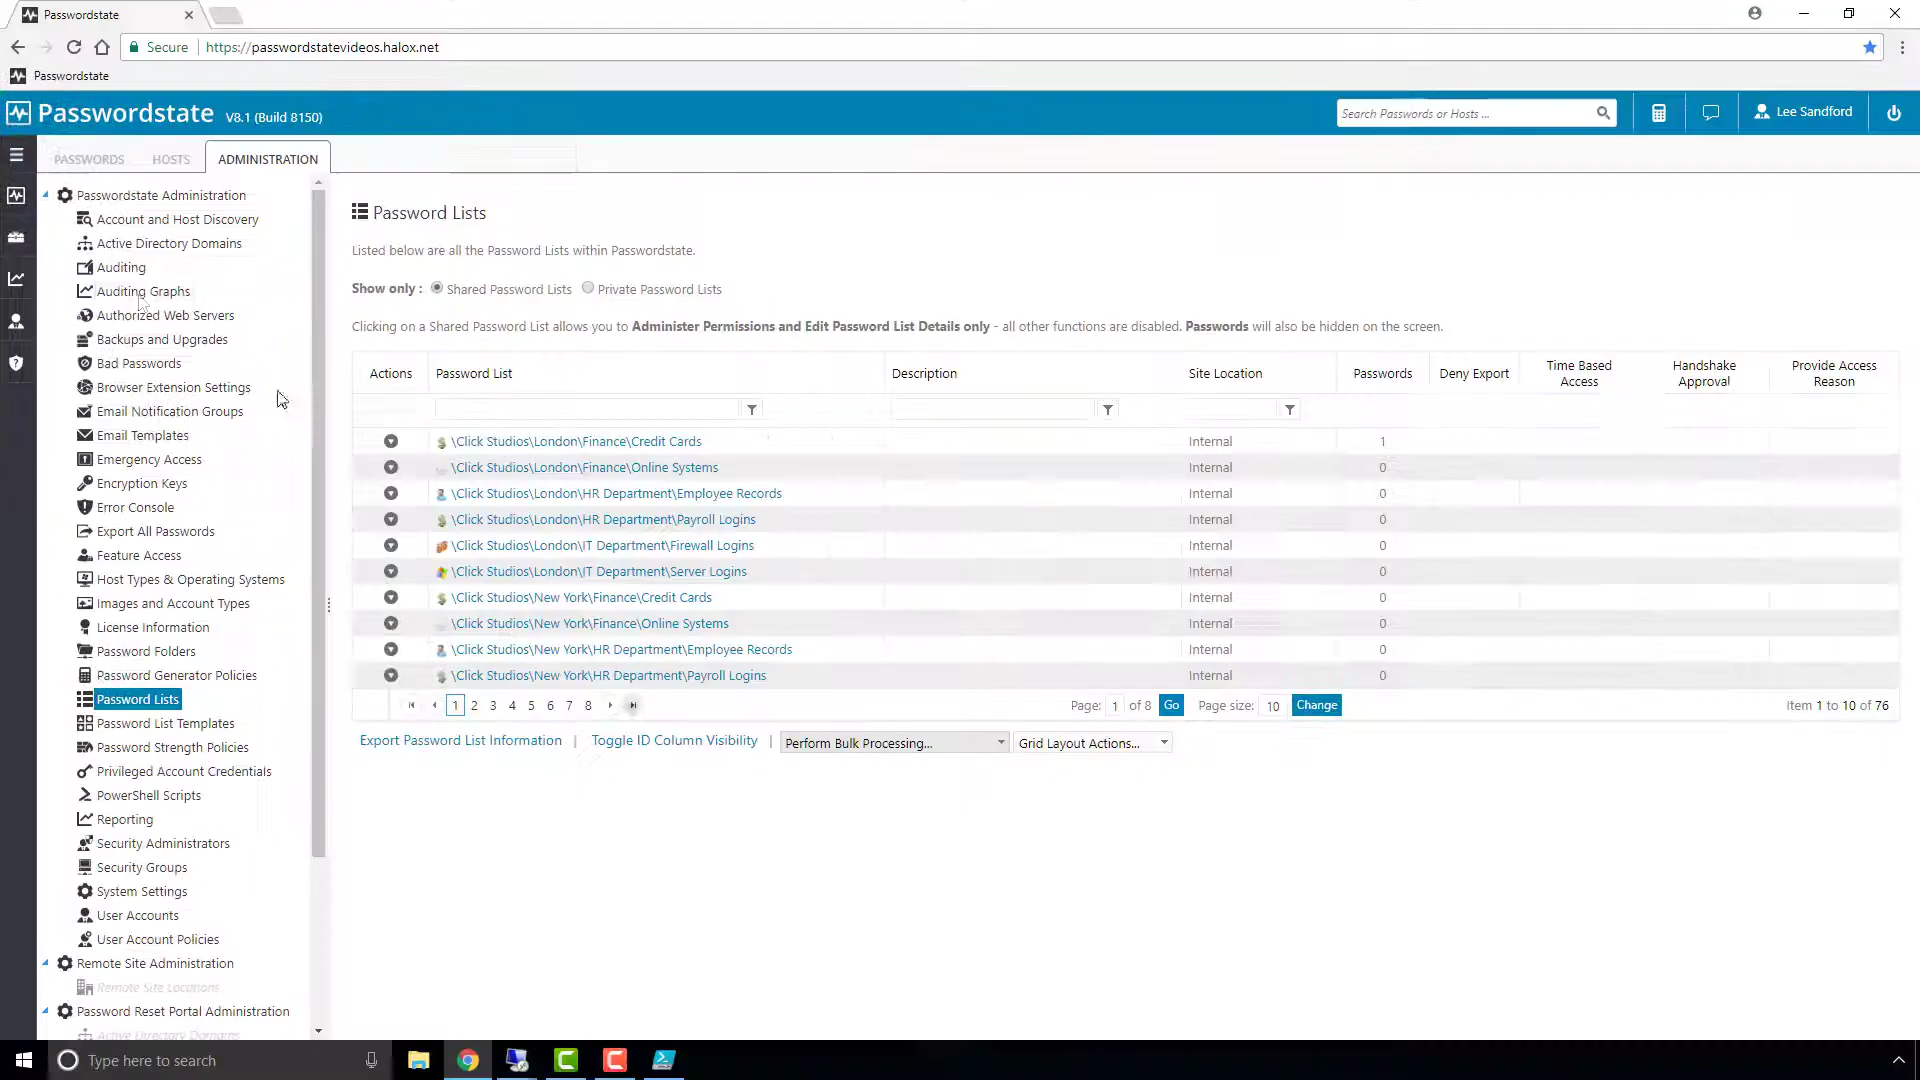 Passwordstate
Secure https://passwordstatevideos.halox.net
Passwordstate
Passwordstate V8.1 (Build 8150)
Search Passwords or Hosts ...
Lee Sandford
PASSWORDS HOSTS ADMINISTRATION
Passwordstate Administration
Account and Host Discovery
Active Directory Domains
Auditing
Auditing Graphs
Authorized Web Servers
Backups and Upgrades
Bad Passwords
Browser Extension Settings
Email Notification Groups
Email Templates
Emergency Access
Encryption Keys
Error Console
Export All Passwords
Feature Access
Host Types & Operating Systems
Images and Account Types
License Information
Password Folders
Password Generator Policies
Password Lists
Password List Templates
Password Strength Policies
Privileged Account Credentials
PowerShell Scripts
Reporting
Security Administrators
Security Groups
System Settings
User Accounts
User Account Policies
Remote Site Administration
Remote Site Locations
Password Reset Portal Administration
Active Directory Domains
Password Lists
Listed below are all the Password Lists within Passwordstate.
Show only : Shared Password Lists Private Password Lists
Clicking on a Shared Password List allows you to Administer Permissions and Edit Password List Details only - all other functions are disabled. Passwords will also be hidden on the screen.
Actions Password List Description Site Location Passwords Deny Export Time Based Access Handshake Approval Provide Access Reason
\Click Studios\London\Finance\Credit Cards Internal 1
\Click Studios\London\Finance\Online Systems Internal 0
\Click Studios\London\HR Department\Employee Records Internal 0
\Click Studios\London\HR Department\Payroll Logins Internal 0
\Click Studios\London\IT Department\Firewall Logins Internal 0
\Click Studios\London\IT Department\Server Logins Internal 0
\Click Studios\New York\Finance\Credit Cards Internal 0
\Click Studios\New York\Finance\Online Systems Internal 0
\Click Studios\New York\HR Department\Employee Records Internal 0
\Click Studios\New York\HR Department\Payroll Logins Internal 0
1 2 3 4 5 6 7 8 Page: 1 of 8 Go Page size: 10 Change Item 1 to 10 of 76
Export Password List Information | Toggle ID Column Visibility | Perform Bulk Processing... Grid Layout Actions...
Type here to search